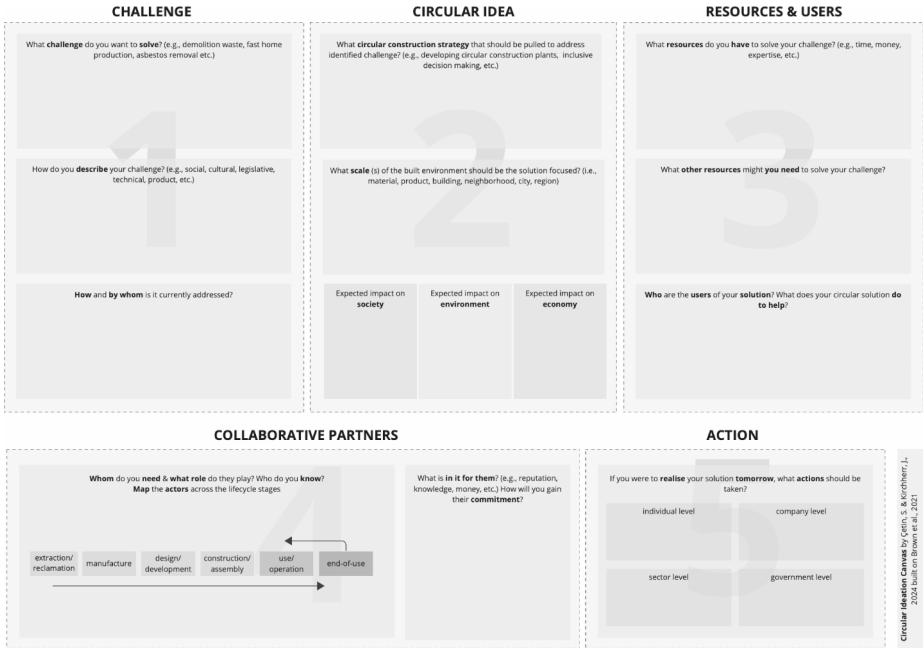 CHALLENGE
What challenge do you want to solve? (e.g., demolition waste, fast home
production, asbestos removal etc.)
1
How do you describe your challenge? (e.g., social, cultural, legislative,
technical, product, etc.)
How and by whom is it currently addressed?
CIRCULAR IDEA
What circular construction strategy that should be pulled to address
identified challenge? (e.g., developing circular construction plants, inclusive
decision making, etc.)
2
What scale (s) of the built environment should be the solution focused? (i.e.,
material, product, building, neighborhood, city, region)
Expected impact on
society
Expected impact on
environment
Expected impact on
economy
RESOURCES & USERS
What resources do you have to solve your challenge? (e.g., time, money,
expertise, etc.)
3
What other resources might you need to solve your challenge?
Who are the users of your solution? What does your circular solution do
to help?
COLLABORATIVE PARTNERS
4
Whom do you need & what role do they play? Who do you know?
Map the actors across the lifecycle stages
extraction/
reclamation
manufacture
design/
development
construction/
assembly
use/
operation
end-of-use
What is in it for them? (e.g., reputation,
knowledge, money, etc.) How will you gain
their commitment?
ACTION
5
If you were to realise your solution tomorrow, what actions should be
taken?
individual level
company level
sector level
government level
Circular Ideation Canvas by Çetin, S. & Kirchherr, J.,
2024 built on Brown et al., 2021